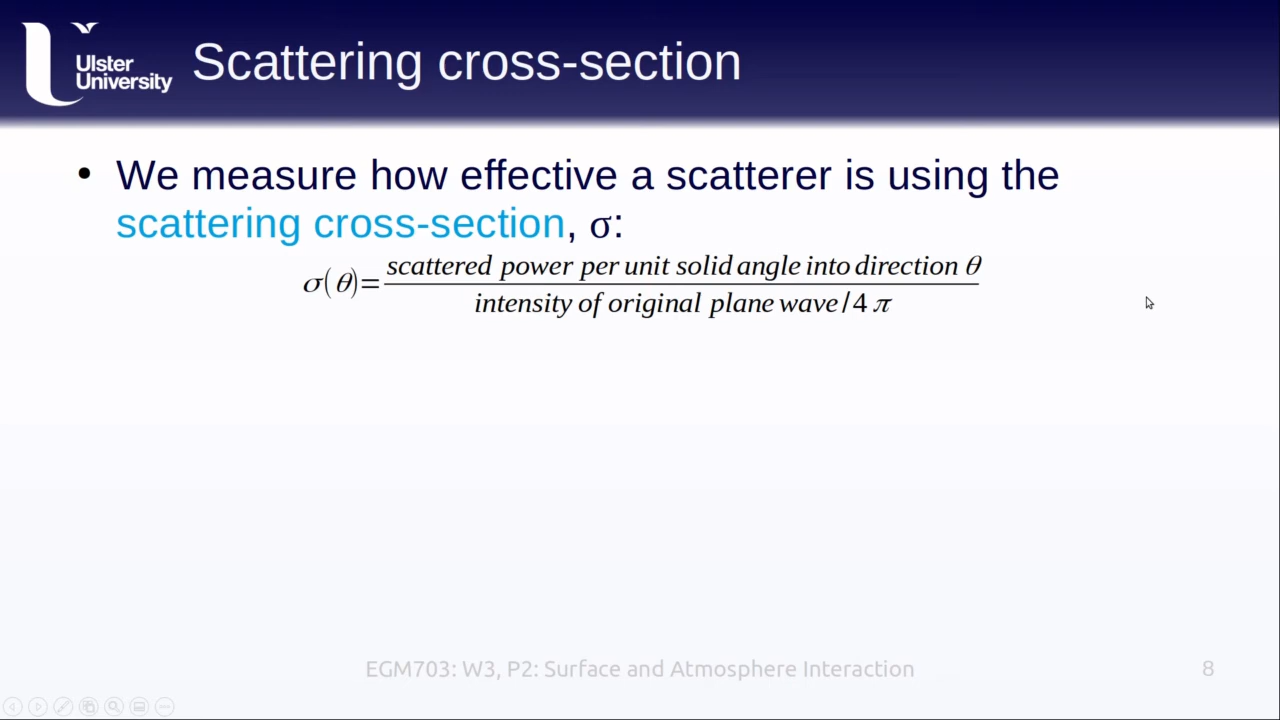 Ulster
University
Scattering cross-section
• We measure how effective a scatterer is using the
scattering cross-section, σ:
σ(θ)=
scattered power per unit solid angle into direction θ
intensity of original plane wave/4π
EGM703: W3, P2: Surface and Atmosphere Interaction
8